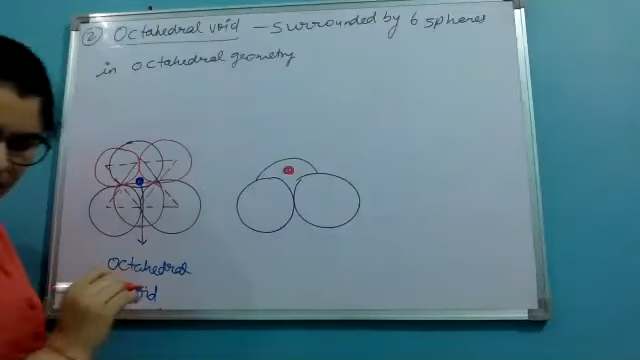 ② Octahedral void - surrounded by 6 spheres
in octahedral geometry
Octahedral
void